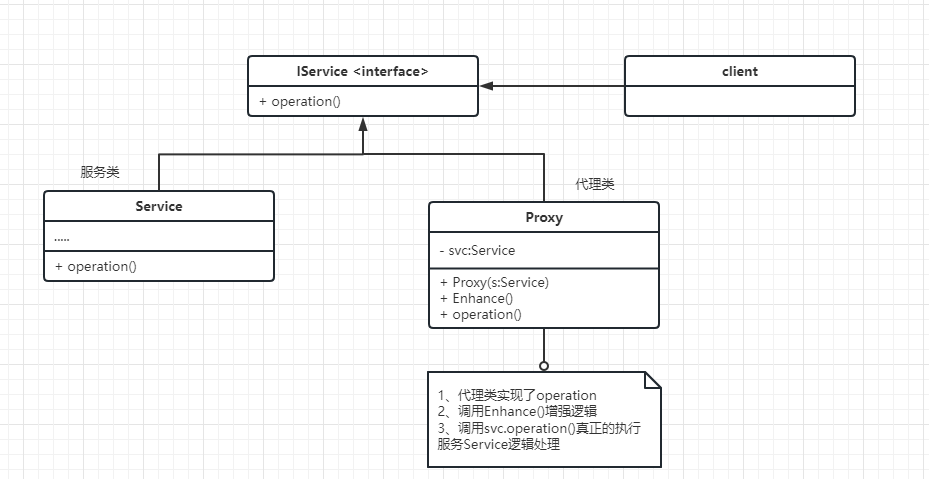 IService <interface>
+ operation()
client
服务类
Service
.....
+ operation()
代理类
Proxy
- svc:Service
+ Proxy(s:Service)
+ Enhance()
+ operation()
1、代理类实现了operation
2、调用Enhance()增强逻辑
3、调用svc.operation()真正的执行
服务Service逻辑处理